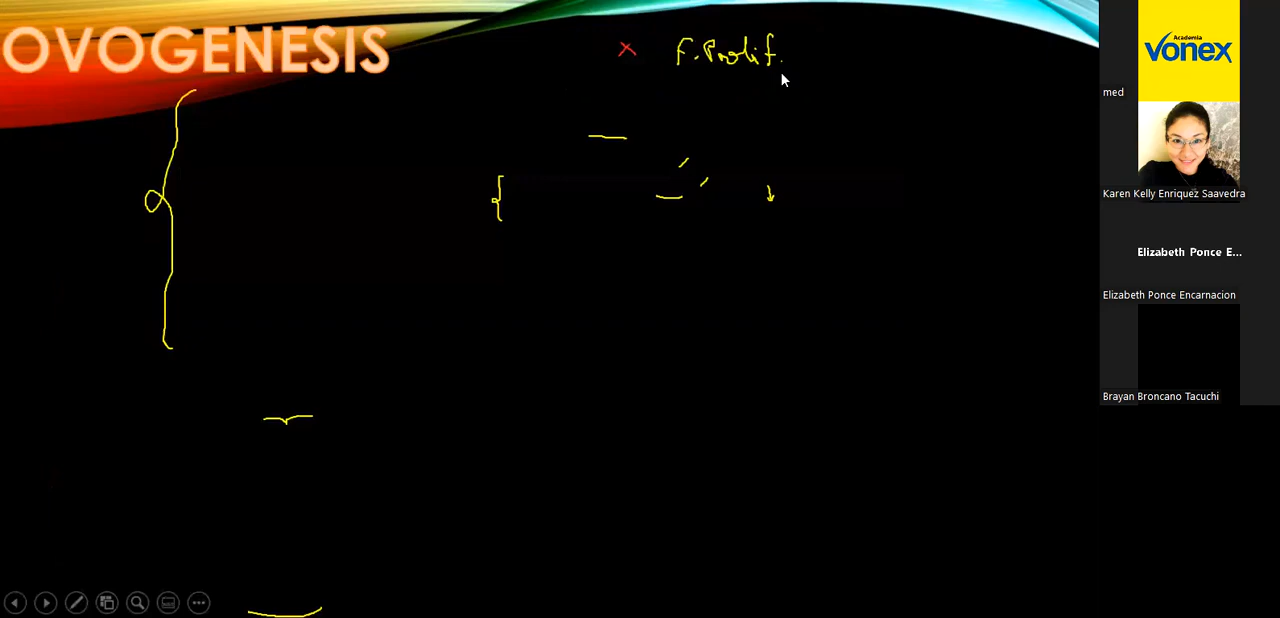 OVOGENESIS
x F. Prolif.
Academia
vonex
med
Karen Kelly Enriquez Saavedra
Elizabeth Ponce E...
Elizabeth Ponce Encarnacion
Brayan Broncano Tacuchi